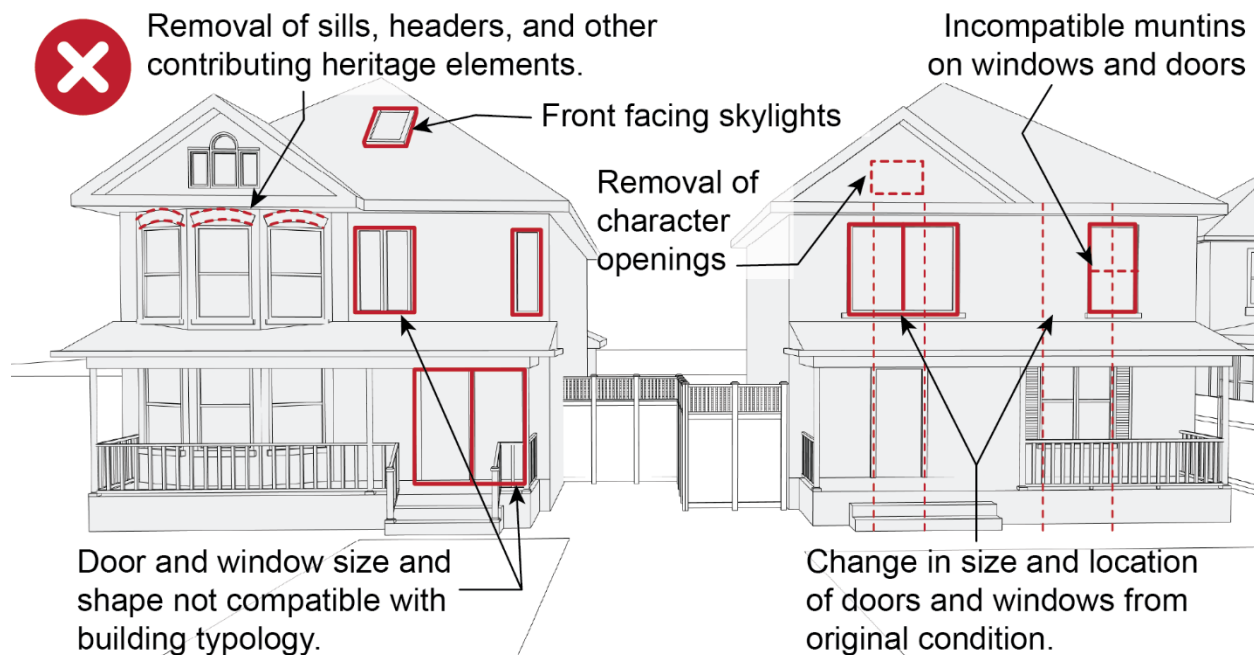 Removal of sills, headers, and other
contributing heritage elements.
Front facing skylights
Incompatible muntins
on windows and doors
Removal of
character
openings
Door and window size and
shape not compatible with
building typology.
Change in size and location
of doors and windows from
original condition.